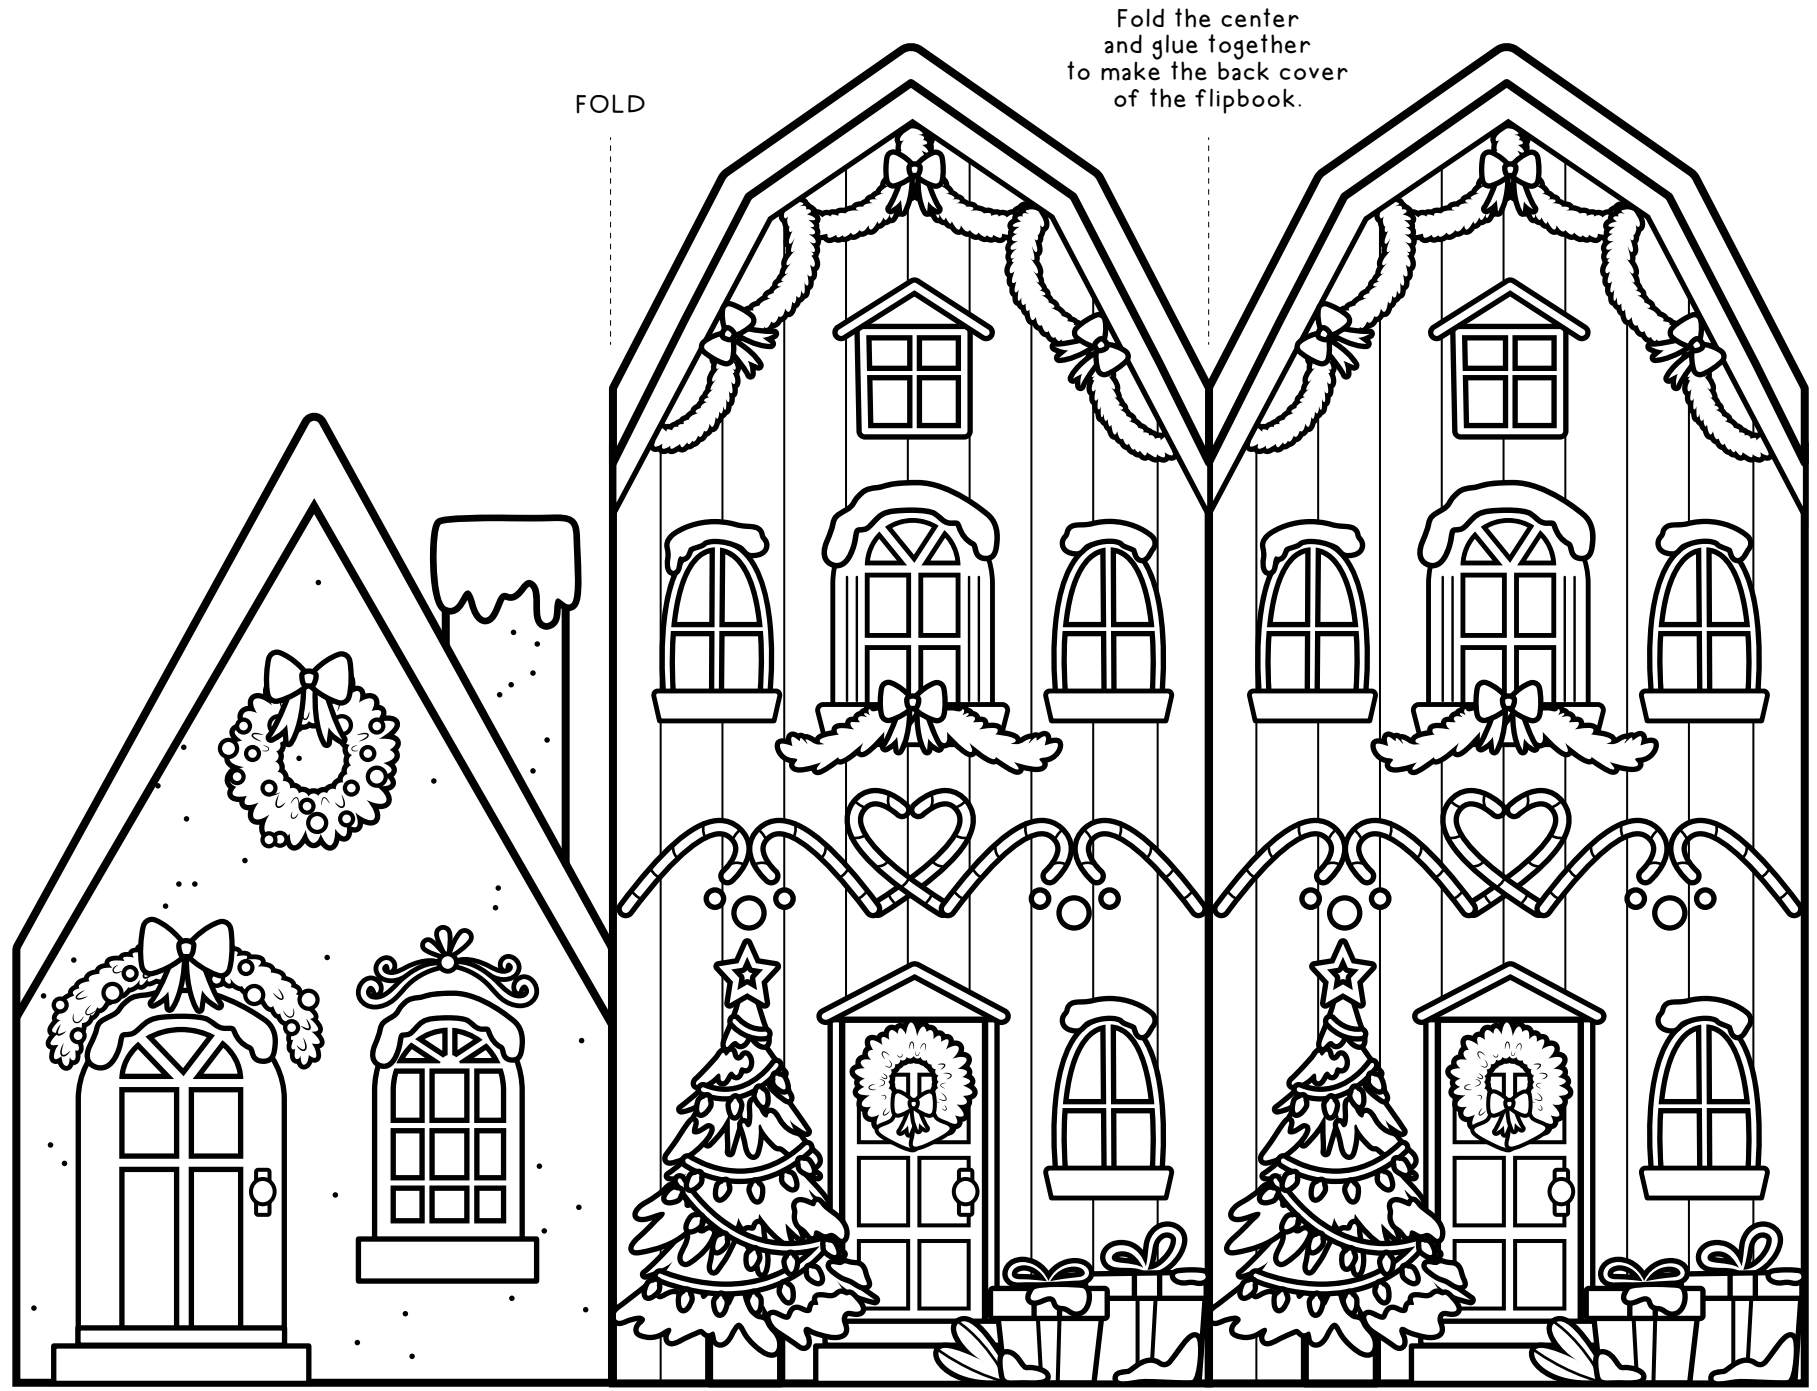 FOLD
Fold the center
and glue together
to make the back cover
of the flipbook.